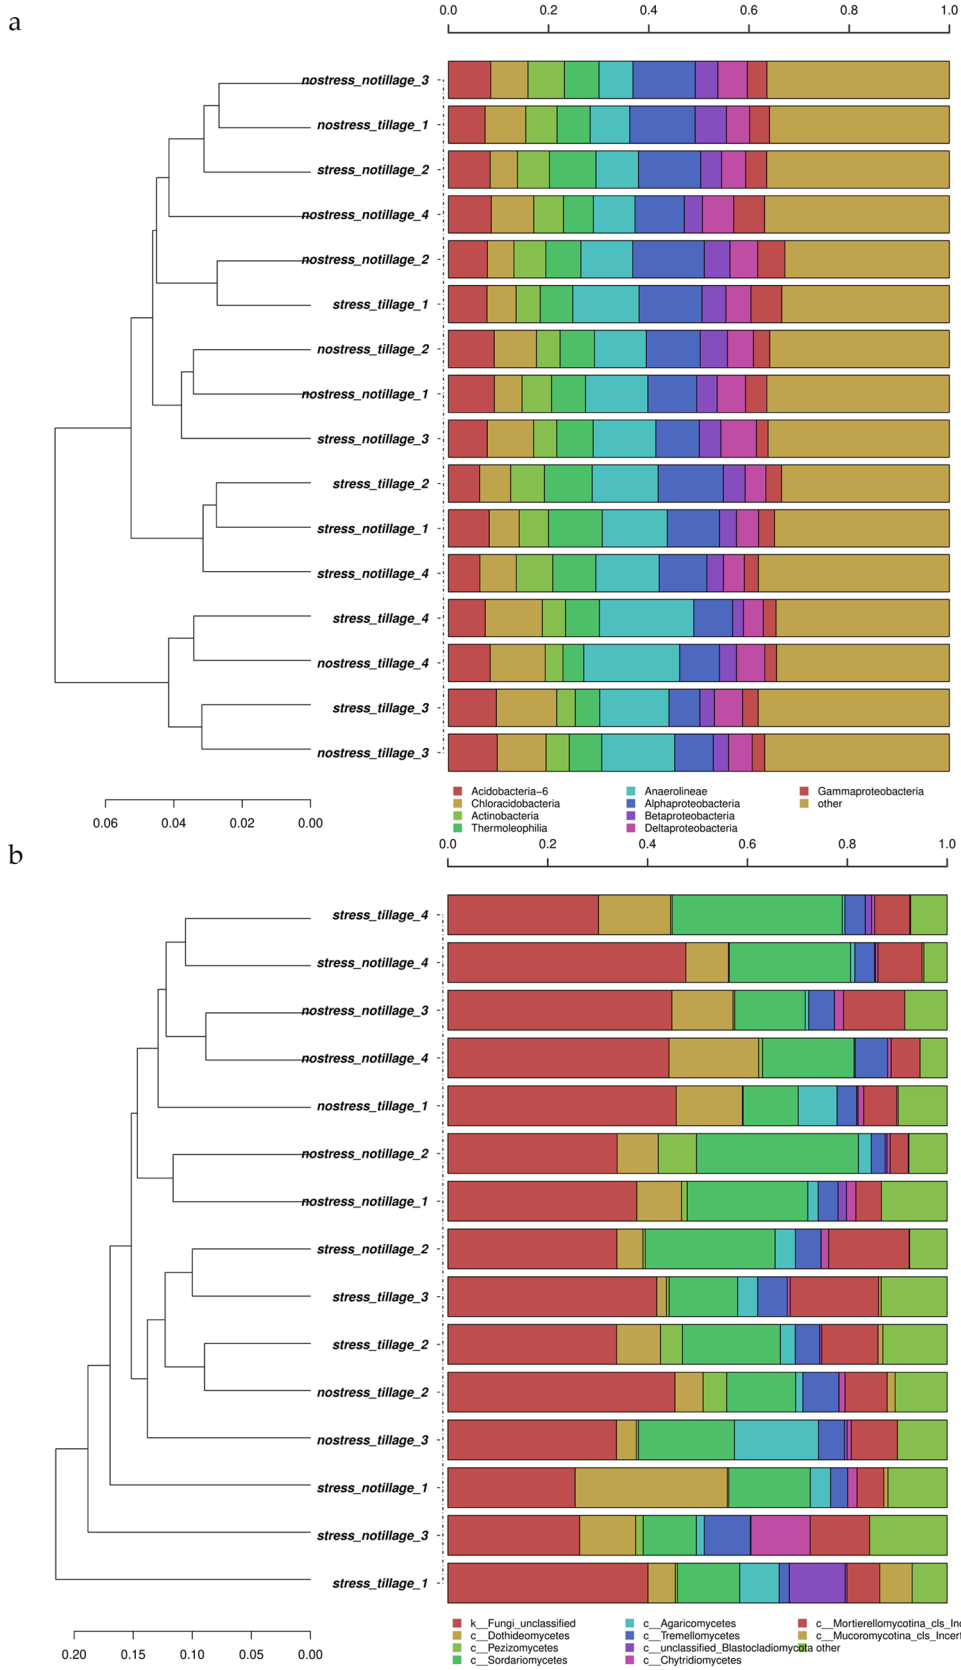 a
0.0 0.2 0.4 0.6 0.8 1.0
nostress_notillage_3
nostress_tillage_1
stress_notillage_2
nostress_notillage_4
nostress_notillage_2
stress_tillage_1
nostress_tillage_2
nostress_notillage_1
stress_notillage_3
stress_tillage_2
stress_notillage_1
stress_notillage_4
stress_tillage_4
nostress_tillage_4
stress_tillage_3
nostress_tillage_3
0.06 0.04 0.02 0.00
Acidobacteria-6 Anaerolineae Gammaproteobacteria
Chloracidobacteria Alphaproteobacteria other
Actinobacteria Betaproteobacteria
Thermoleophilia Deltaproteobacteria
b
0.0 0.2 0.4 0.6 0.8 1.0
stress_tillage_4
stress_notillage_4
nostress_notillage_3
nostress_notillage_4
nostress_tillage_1
nostress_notillage_2
nostress_notillage_1
stress_notillage_2
stress_tillage_3
stress_tillage_2
nostress_tillage_2
nostress_tillage_3
stress_notillage_1
stress_notillage_3
stress_tillage_1
0.20 0.15 0.10 0.05 0.00
k__Fungi_unclassified c__Agaricomycetes c__Mortierellomycotina_cls_Inc
c__Dothideomycetes c__Tremellomycetes c__Mucoromycotina_cls_Incert
c__Pezizomycetes c__unclassified_Blastocladiomycota other
c__Sordariomycetes c__Chytridiomycetes